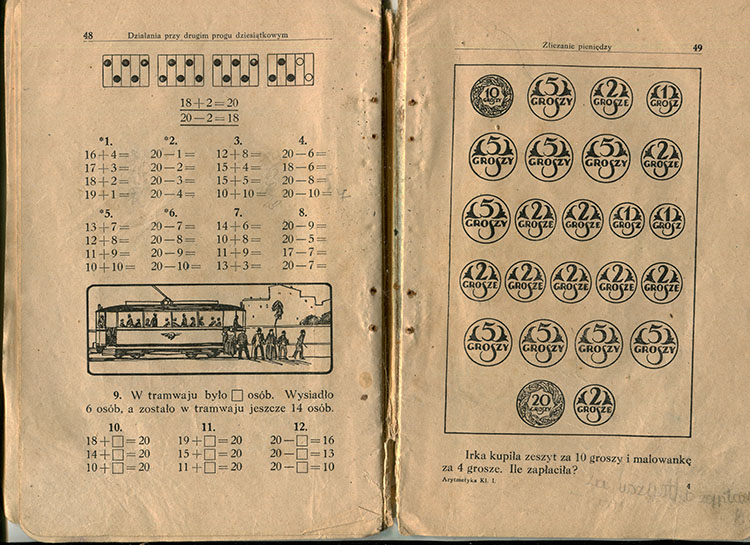 48 Działania przy drugim progu dziesiątkowym
18+2=20
20—2=18
*1. *2. 3. 4.
16+4= 20—1= 12+8= 20—6=
17+3= 20—2= 15+4= 18—6=
18+2= 20—3= 15+5= 20—8=
19+1= 20—4= 10+10= 20—10=
*5. *6. 7. 8.
13+7= 20—7= 14+6= 20—9=
12+8= 20—8= 10+8= 20—5=
11+9= 20—9= 11+9= 17—7=
10+10= 20—10= 13+3= 20—7=
9. W tramwaju było □ osób. Wysiadło
6 osób, a zostało w tramwaju jeszcze 14 osób.
10. 11. 12.
18+□=20 19+□=20 20—□=16
14+□=20 15+□=20 20—□=13
10+□=20 11+□=20 20—□=10
Zliczanie pieniędzy 49
10 GROSZY 5 GROSZY 2 GROSZE 1 GROSZ
5 GROSZY 5 GROSZY 5 GROSZY 2 GROSZE
5 GROSZY 2 GROSZE 2 GROSZE 1 GROSZ 1 GROSZ
2 GROSZE 2 GROSZE 2 GROSZE 2 GROSZE 2 GROSZE
5 GROSZY 5 GROSZY 5 GROSZY 5 GROSZY
20 GROSZY 2 GROSZE
Irka kupiła zeszyt za 10 groszy i malowankę
za 4 grosze. Ile zapłaciła?
Arytmetyka Kl. I. 4